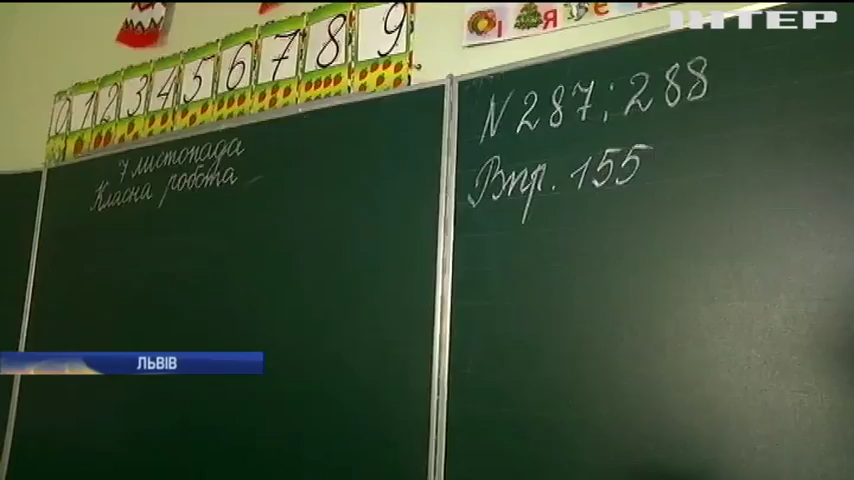 ІНТЕР
0 1 2 3 4 5 6 7 8 9
І Я Є
7 листопада
Класна робота
N 287; 288
Впр. 155
ЛЬВІВ